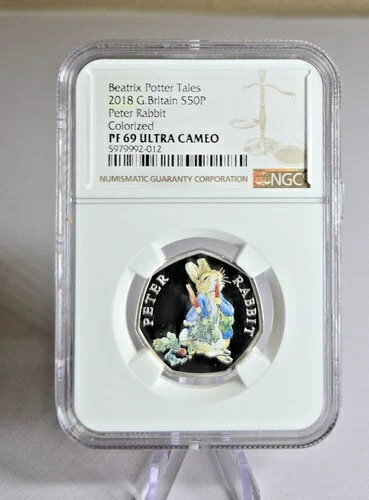 Beatrix Potter Tales
2018 G.Britain S50P
Peter Rabbit
Colorized
PF 69 ULTRA CAMEO
5979992-012
NUMISMATIC GUARANTY CORPORATION
NGC
PETER RABBIT